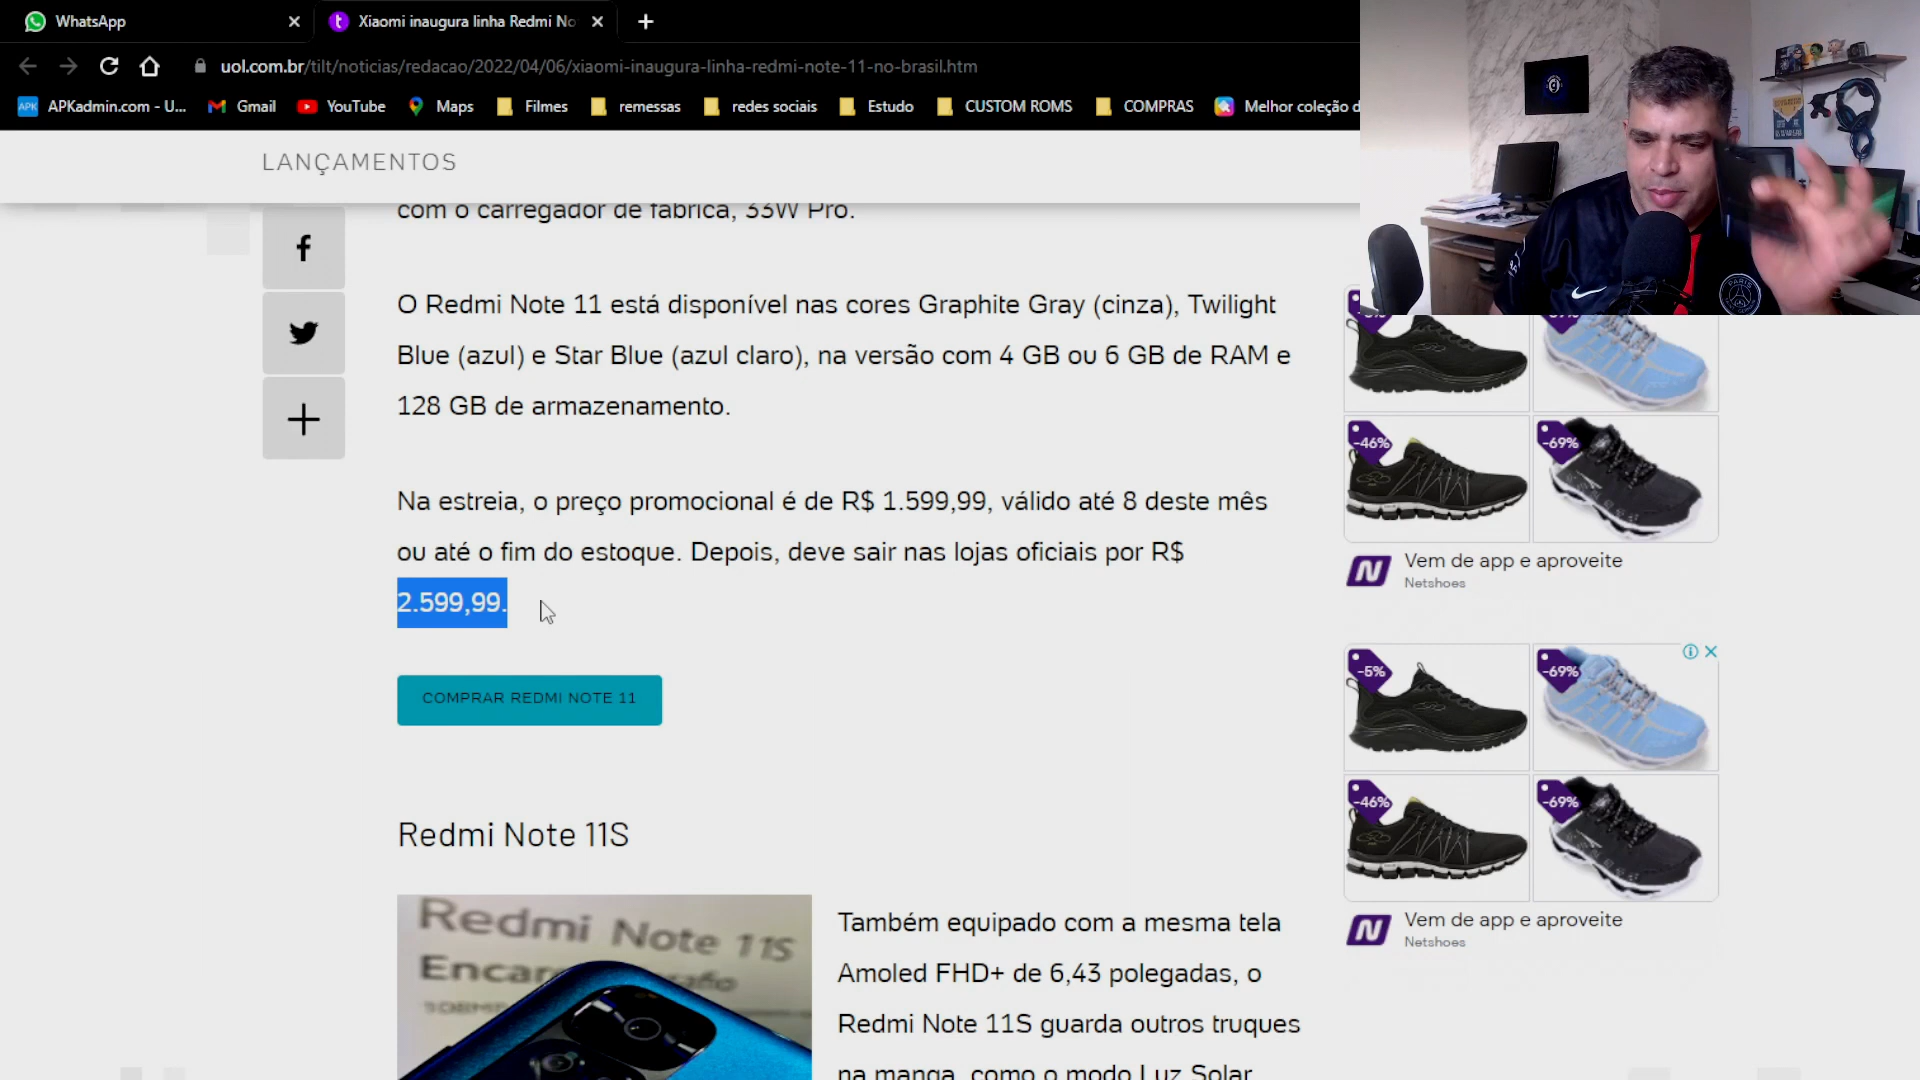 WhatsApp
Xiaomi inaugura linha Redmi No
uol.com.br/tilt/noticias/redacao/2022/04/06/xiaomi-inaugura-linha-redmi-note-11-no-brasil.htm
APKadmin.com - U...
Gmail
YouTube
Maps
Filmes
remessas
redes sociais
Estudo
CUSTOM ROMS
COMPRAS
Melhor coleção d
LANÇAMENTOS
com o carregador de fábrica, 33W Pro.
O Redmi Note 11 está disponível nas cores Graphite Gray (cinza), Twilight
Blue (azul) e Star Blue (azul claro), na versão com 4 GB ou 6 GB de RAM e
128 GB de armazenamento.
Na estreia, o preço promocional é de R$ 1.599,99, válido até 8 deste mês
ou até o fim do estoque. Depois, deve sair nas lojas oficiais por R$
2.599,99.
COMPRAR REDMI NOTE 11
Redmi Note 11S
Redmi Note 11S
Também equipado com a mesma tela
Amoled FHD+ de 6,43 polegadas, o
Redmi Note 11S guarda outros truques
na manga, como o modo Luz Solar
-46%
-69%
Vem de app e aproveite
Netshoes
-5%
-69%
-46%
-69%
Vem de app e aproveite
Netshoes
PARIS